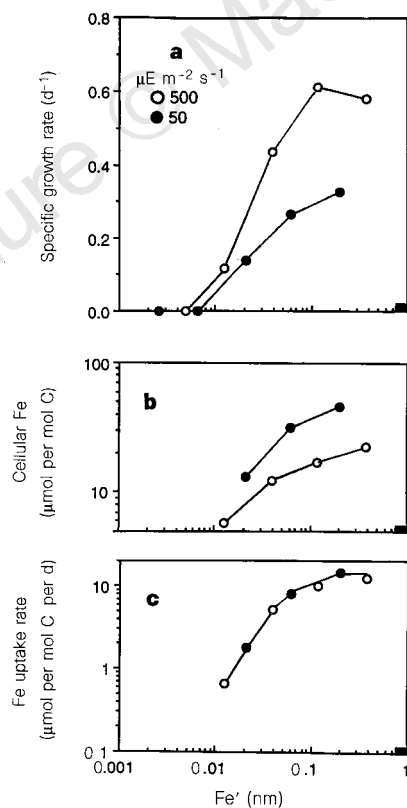 a
μE m⁻² s⁻¹
500
50
Specific growth rate (d⁻¹)
0.8
0.6
0.4
0.2
0.0
b
Cellular Fe
(μmol per mol C)
100
10
c
Fe uptake rate
(μmol per mol C per d)
10
1
0 1
0.001
0.01
0.1
1
Fe′ (nm)